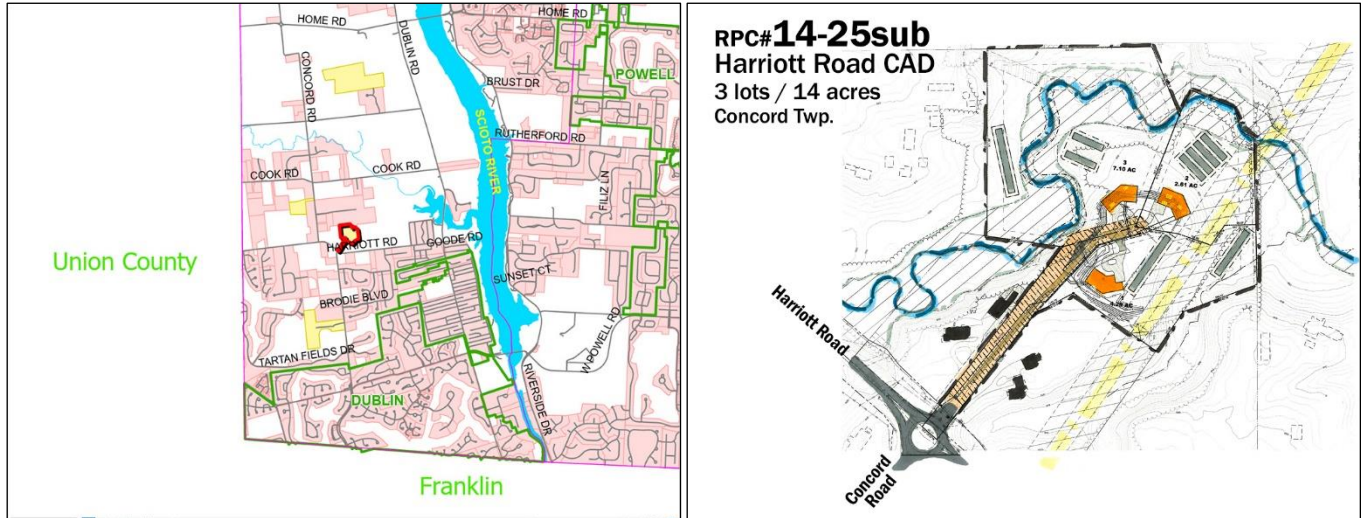 HOME RD
DUBLIN RD
HOME RD
CONCORD RD
BRUST DR
POWELL
SCIOTO RIVER
RUTHERFORD RD
COOK RD
COOK RD
FILIZ LN
HARRIOTT RD
GOODE RD
Union County
SUNSET CT
BRODIE BLVD
W POWELL RD
TARTAN FIELDS DR
RIVERSIDE DR
DUBLIN
Franklin
RPC#14-25sub
Harriott Road CAD
3 lots / 14 acres
Concord Twp.
3
7.10 AC
2
2.61 AC
Harriott Road
Concord
Road